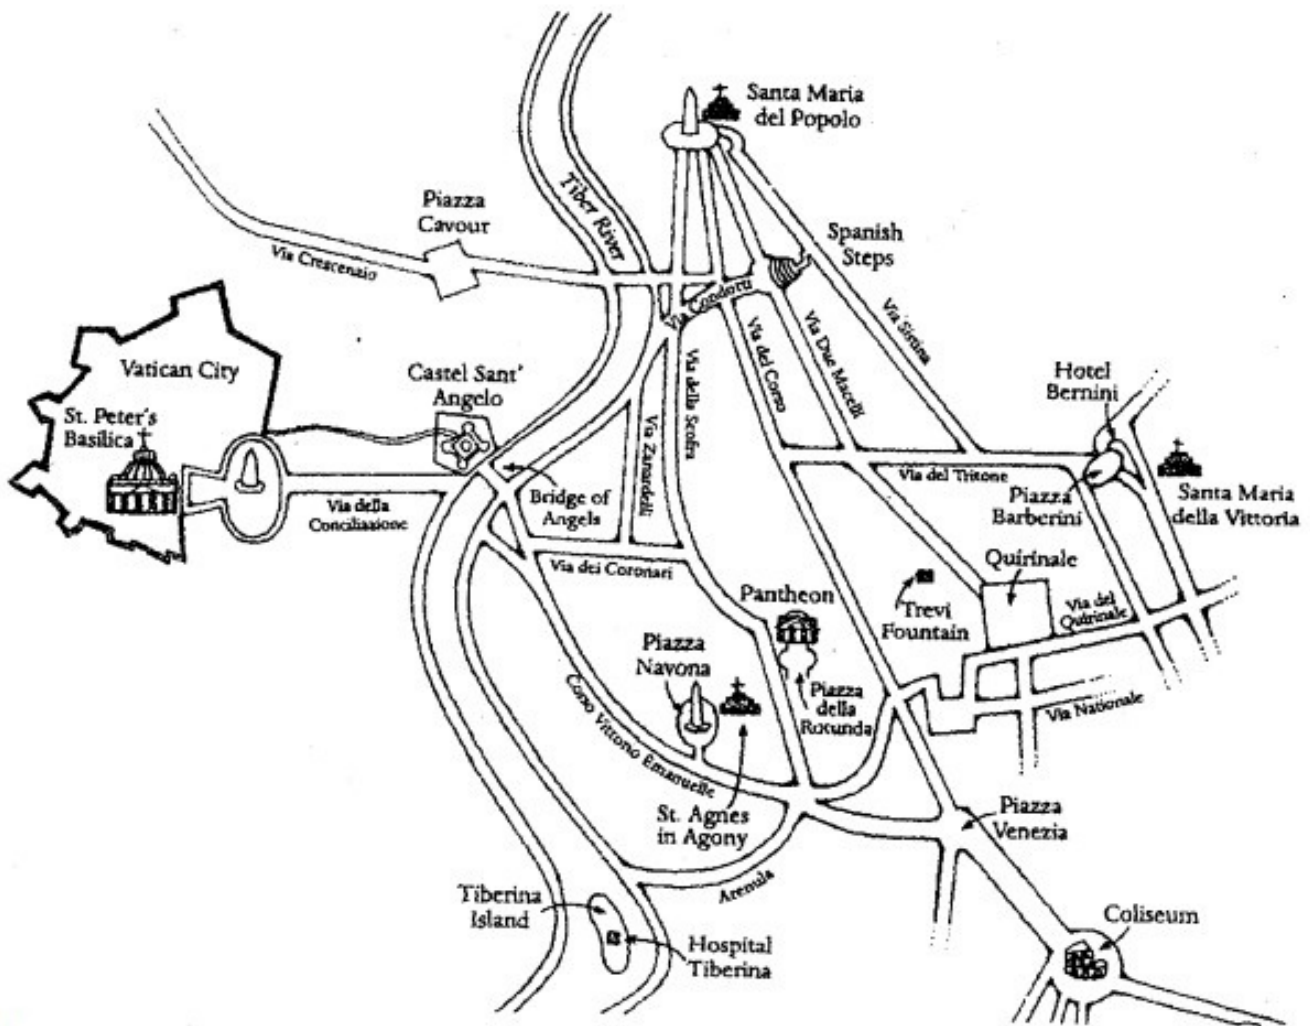 Santa Maria
del Popolo
Tiber River
Piazza
Cavour
Via Crescenzio
Spanish
Steps
Via Condotti
Via Sistina
Via Due Macelli
Via del Corso
Via della Scrofa
Via Zanardelli
Vatican City
St. Peter's
Basilica
Castel Sant'
Angelo
Via della
Conciliazione
Bridge of
Angels
Via dei Coronari
Hotel
Bernini
Via del Tritone
Piazza
Barberini
Santa Maria
della Vittoria
Quirinale
Via del
Quirinale
Trevi
Fountain
Pantheon
Piazza
Navona
Piazza
della
Rotunda
Via Nationale
Corso Vittorio Emanuelle
St. Agnes
in Agony
Piazza
Venezia
Arenula
Tiberina
Island
Hospital
Tiberina
Coliseum